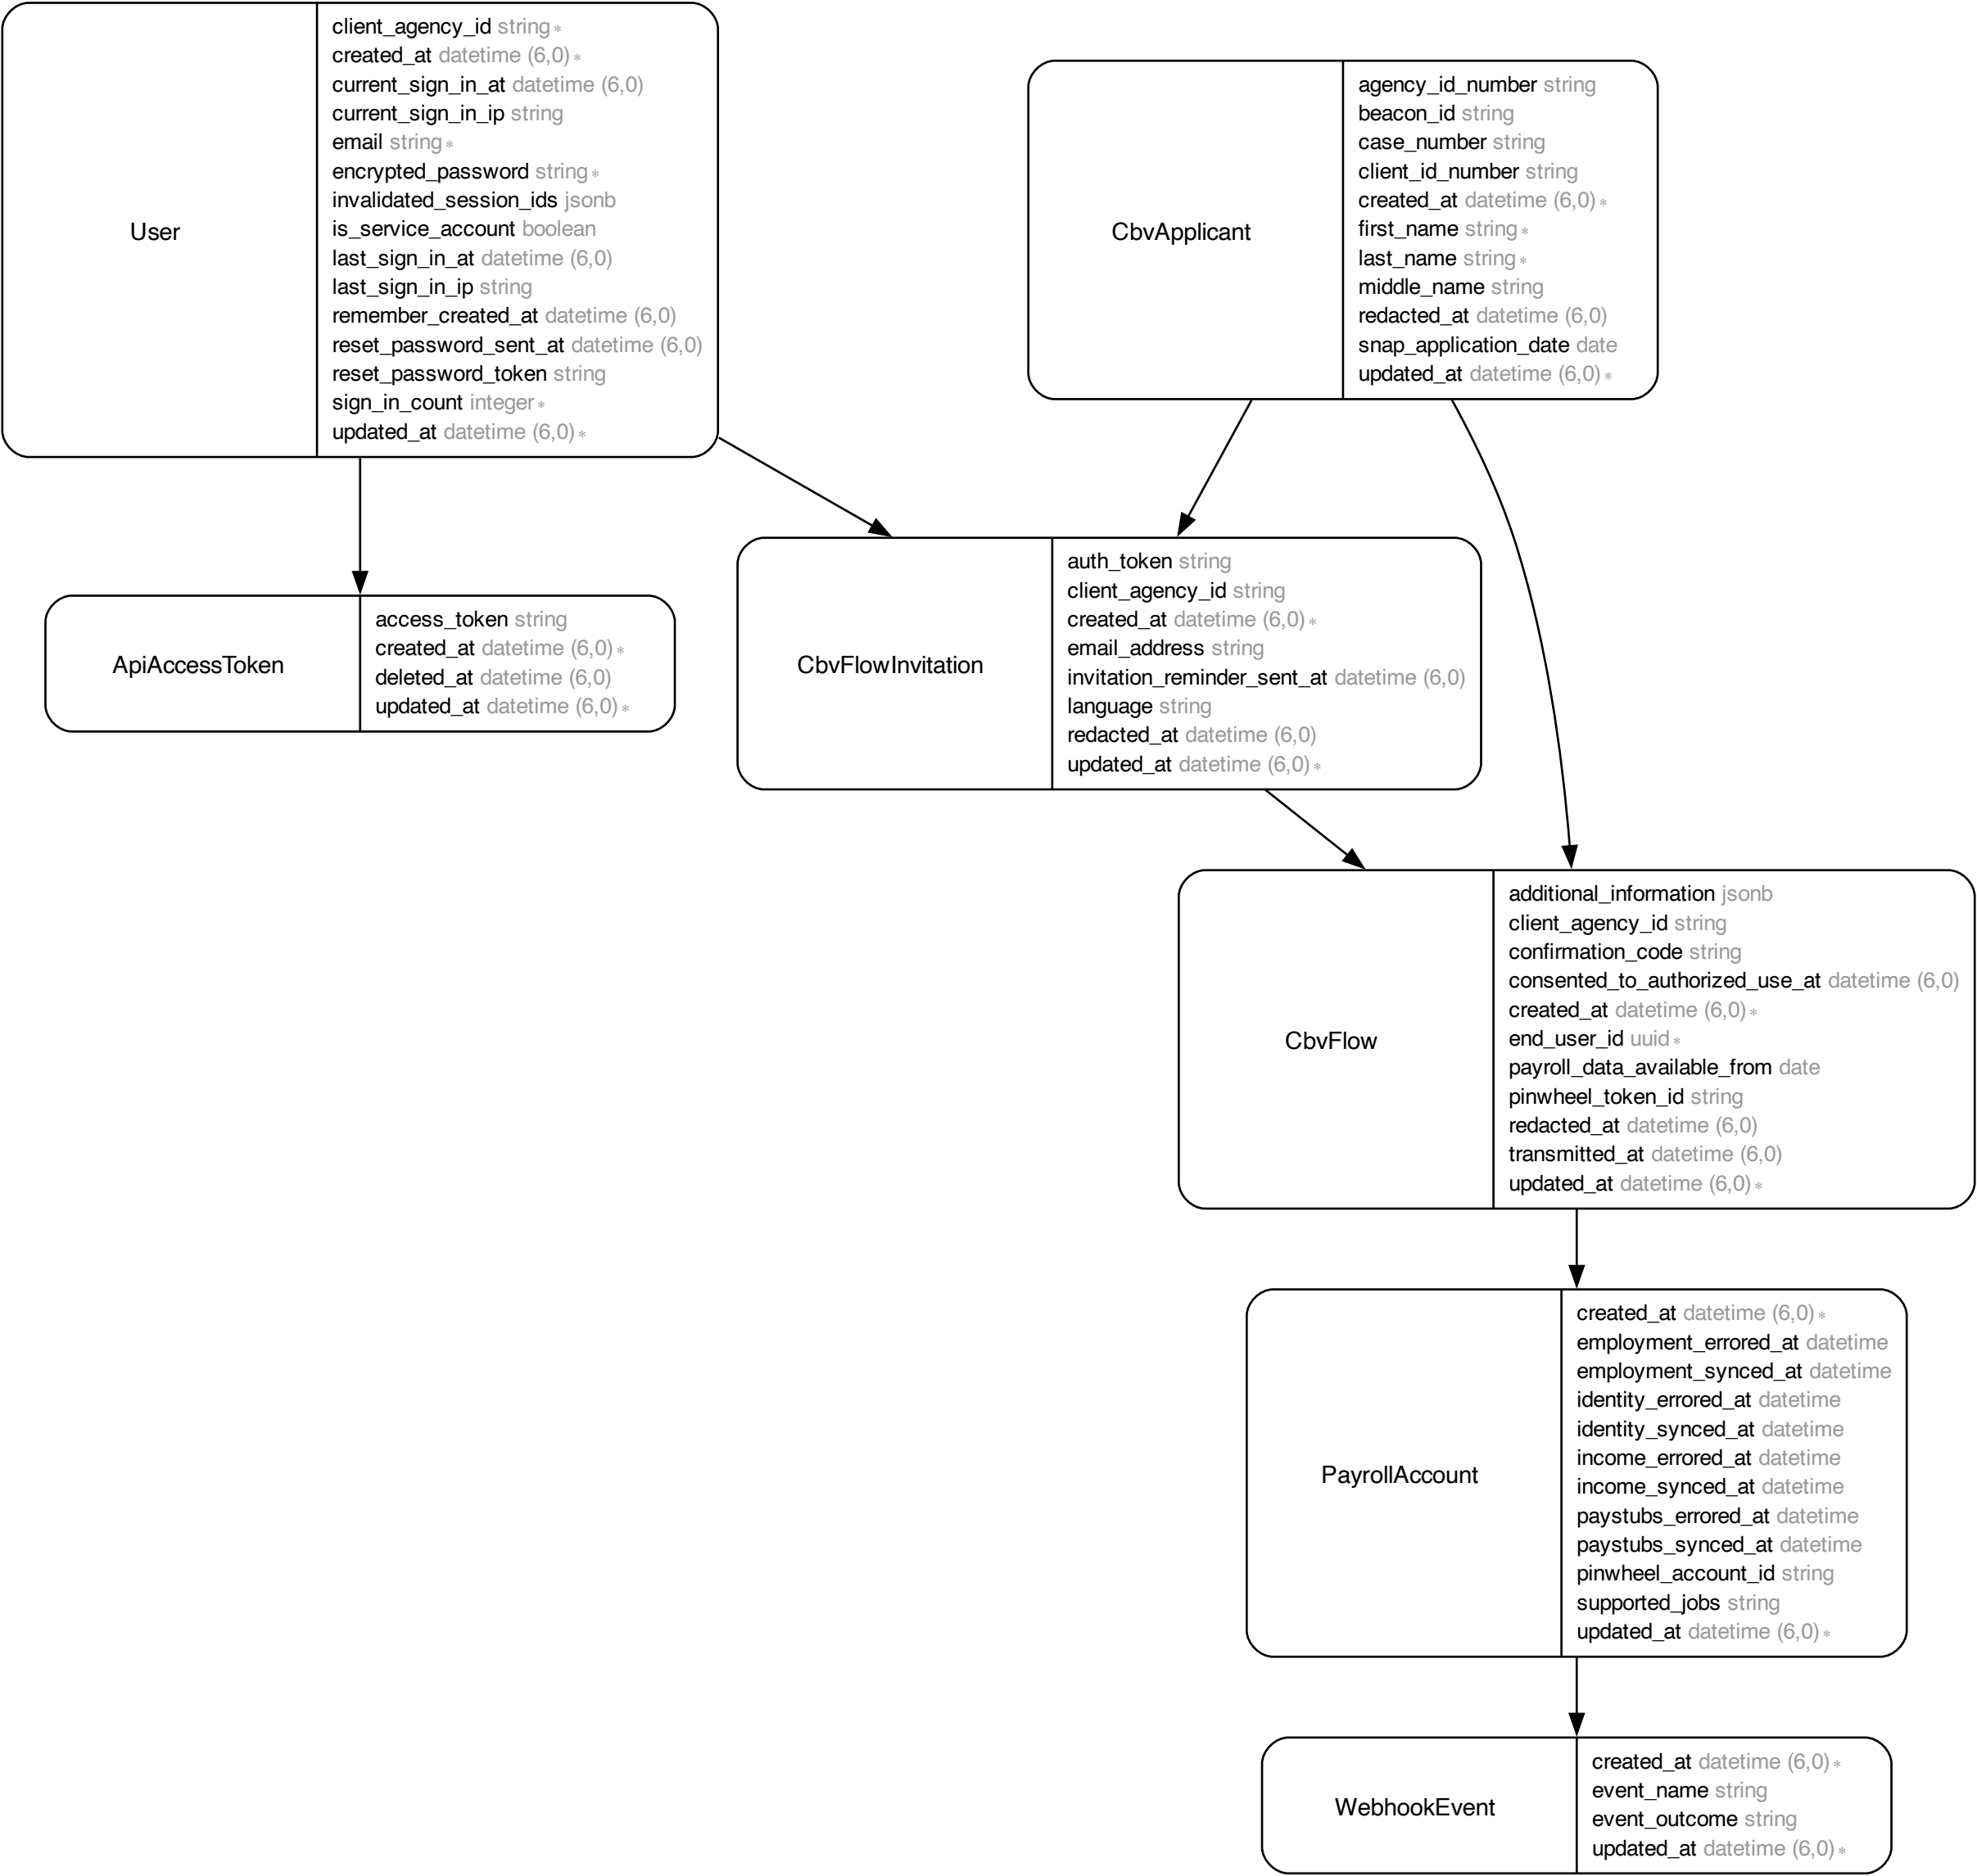 User
client_agency_id string *
created_at datetime (6,0) *
current_sign_in_at datetime (6,0)
current_sign_in_ip string
email string *
encrypted_password string *
invalidated_session_ids jsonb
is_service_account boolean
last_sign_in_at datetime (6,0)
last_sign_in_ip string
remember_created_at datetime (6,0)
reset_password_sent_at datetime (6,0)
reset_password_token string
sign_in_count integer *
updated_at datetime (6,0) *
CbvApplicant
agency_id_number string
beacon_id string
case_number string
client_id_number string
created_at datetime (6,0) *
first_name string *
last_name string *
middle_name string
redacted_at datetime (6,0)
snap_application_date date
updated_at datetime (6,0) *
ApiAccessToken
access_token string
created_at datetime (6,0) *
deleted_at datetime (6,0)
updated_at datetime (6,0) *
CbvFlowInvitation
auth_token string
client_agency_id string
created_at datetime (6,0) *
email_address string
invitation_reminder_sent_at datetime (6,0)
language string
redacted_at datetime (6,0)
updated_at datetime (6,0) *
CbvFlow
additional_information jsonb
client_agency_id string
confirmation_code string
consented_to_authorized_use_at datetime (6,0)
created_at datetime (6,0) *
end_user_id uuid *
payroll_data_available_from date
pinwheel_token_id string
redacted_at datetime (6,0)
transmitted_at datetime (6,0)
updated_at datetime (6,0) *
PayrollAccount
created_at datetime (6,0) *
employment_errored_at datetime
employment_synced_at datetime
identity_errored_at datetime
identity_synced_at datetime
income_errored_at datetime
income_synced_at datetime
paystubs_errored_at datetime
paystubs_synced_at datetime
pinwheel_account_id string
supported_jobs string
updated_at datetime (6,0) *
WebhookEvent
created_at datetime (6,0) *
event_name string
event_outcome string
updated_at datetime (6,0) *